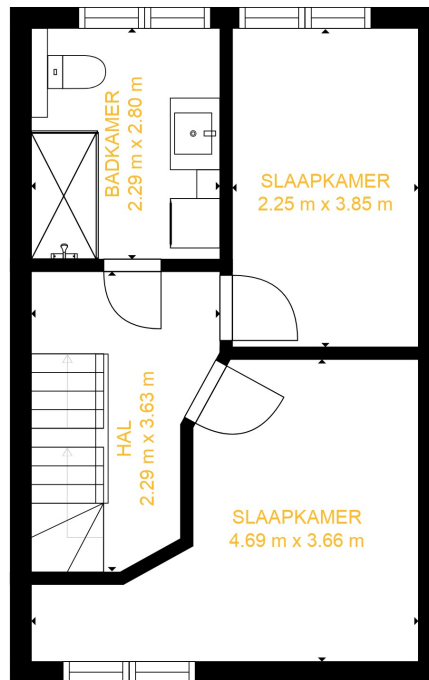 BADKAMER
2.29 m x 2.80 m
SLAAPKAMER
2.25 m x 3.85 m
HAL
2.29 m x 3.63 m
SLAAPKAMER
4.69 m x 3.66 m